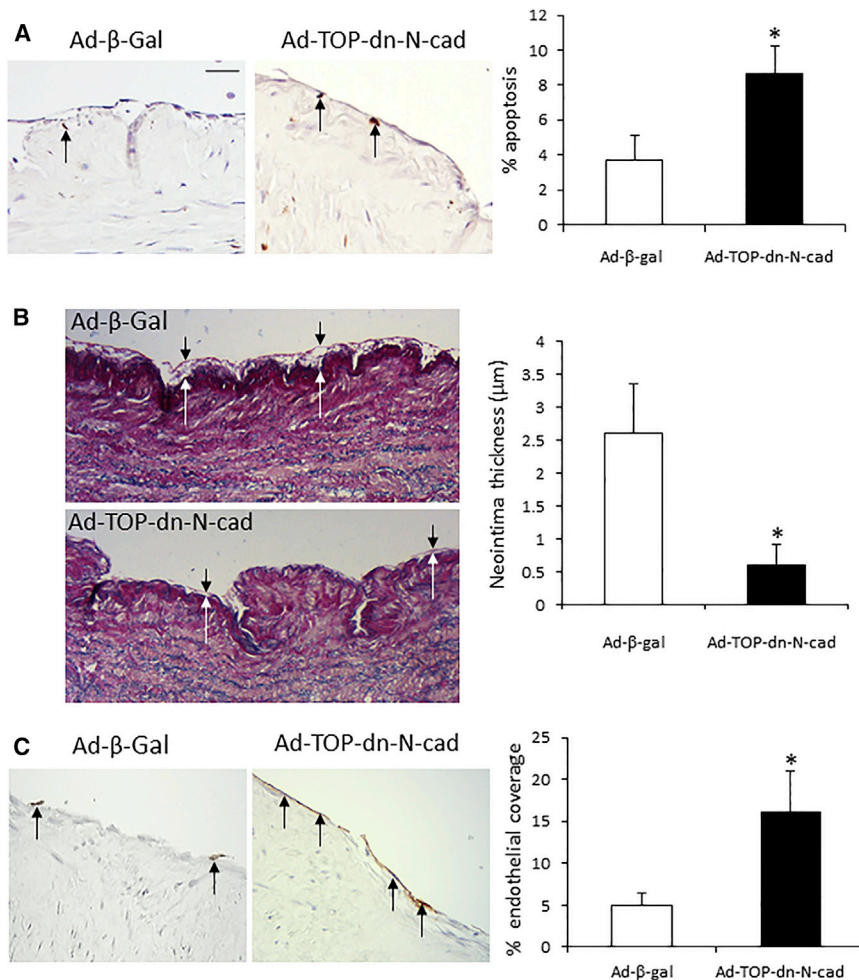 A
Ad-β-Gal
Ad-TOP-dn-N-cad
% apoptosis
12
10
8
6
4
2
0
*
Ad-β-gal
Ad-TOP-dn-N-cad
B
Ad-β-Gal
Ad-TOP-dn-N-cad
Neointima thickness (μm)
4
3.5
3
2.5
2
1.5
1
0.5
0
*
Ad-β-gal
Ad-TOP-dn-N-cad
C
Ad-β-Gal
Ad-TOP-dn-N-cad
% endothelial coverage
25
20
15
10
5
0
*
Ad-β-gal
Ad-TOP-dn-N-cad